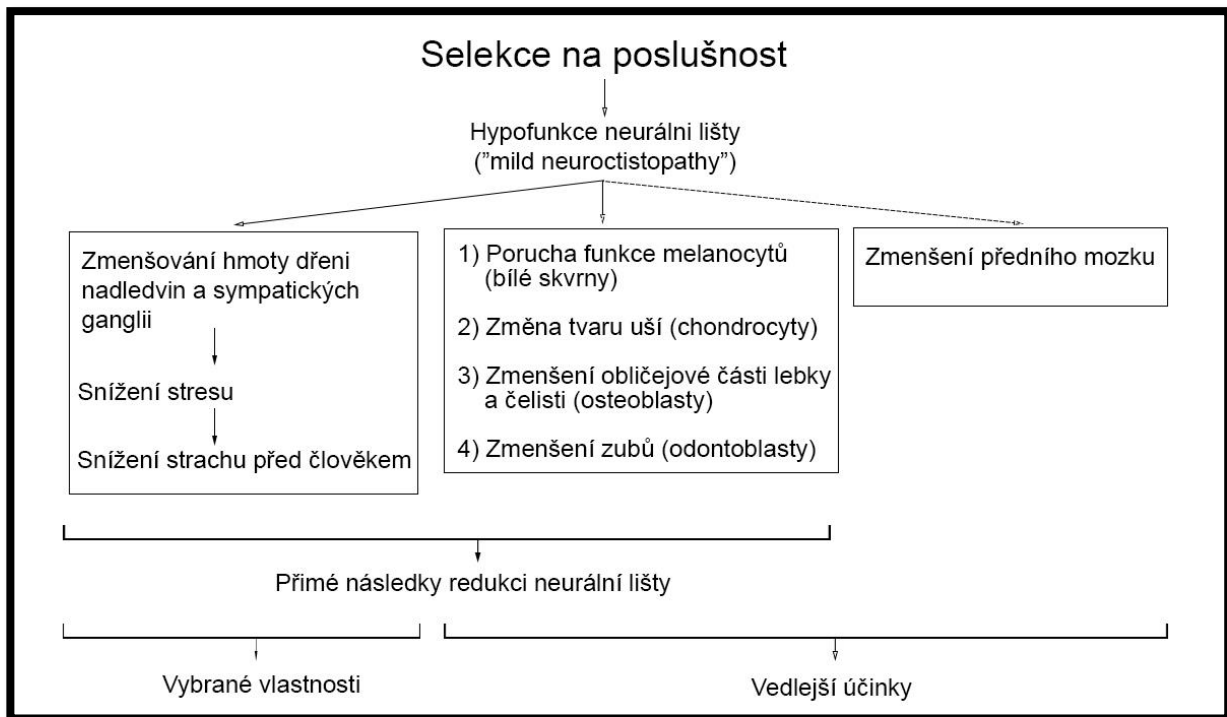 Selekce na poslušnost
Hypofunkce neurálni lišty
("mild neuroctistopathy")
Zmenšování hmoty dřeni
nadledvin a sympatických
ganglii
Snížení stresu
Snížení strachu před člověkem
1) Porucha funkce melanocytů
(bílé skvrny)
2) Změna tvaru uší (chondrocyty)
3) Zmenšení obličejové části lebky
a čelisti (osteoblasty)
4) Zmenšení zubů (odontoblasty)
Zmenšení předního mozku
Přimé následky redukci neurální lišty
Vybrané vlastnosti
Vedlejší účinky